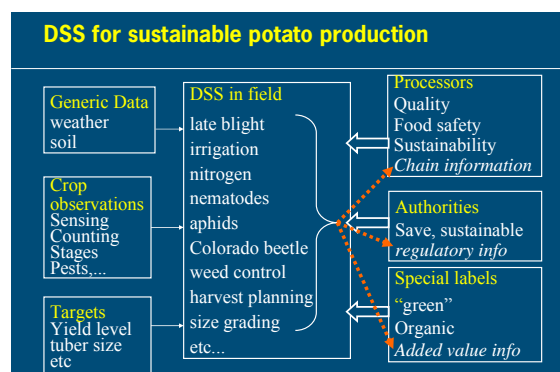 DSS for sustainable potato production
Generic Data
weather
soil
Crop
observations
Sensing
Counting
Stages
Pests,...
Targets
Yield level
tuber size
etc
DSS in field
late blight
irrigation
nitrogen
nematodes
aphids
Colorado beetle
weed control
harvest planning
size grading
etc...
Processors
Quality
Food safety
Sustainability
Chain information
Authorities
Save, sustainable
regulatory info
Special labels
“green”
Organic
Added value info